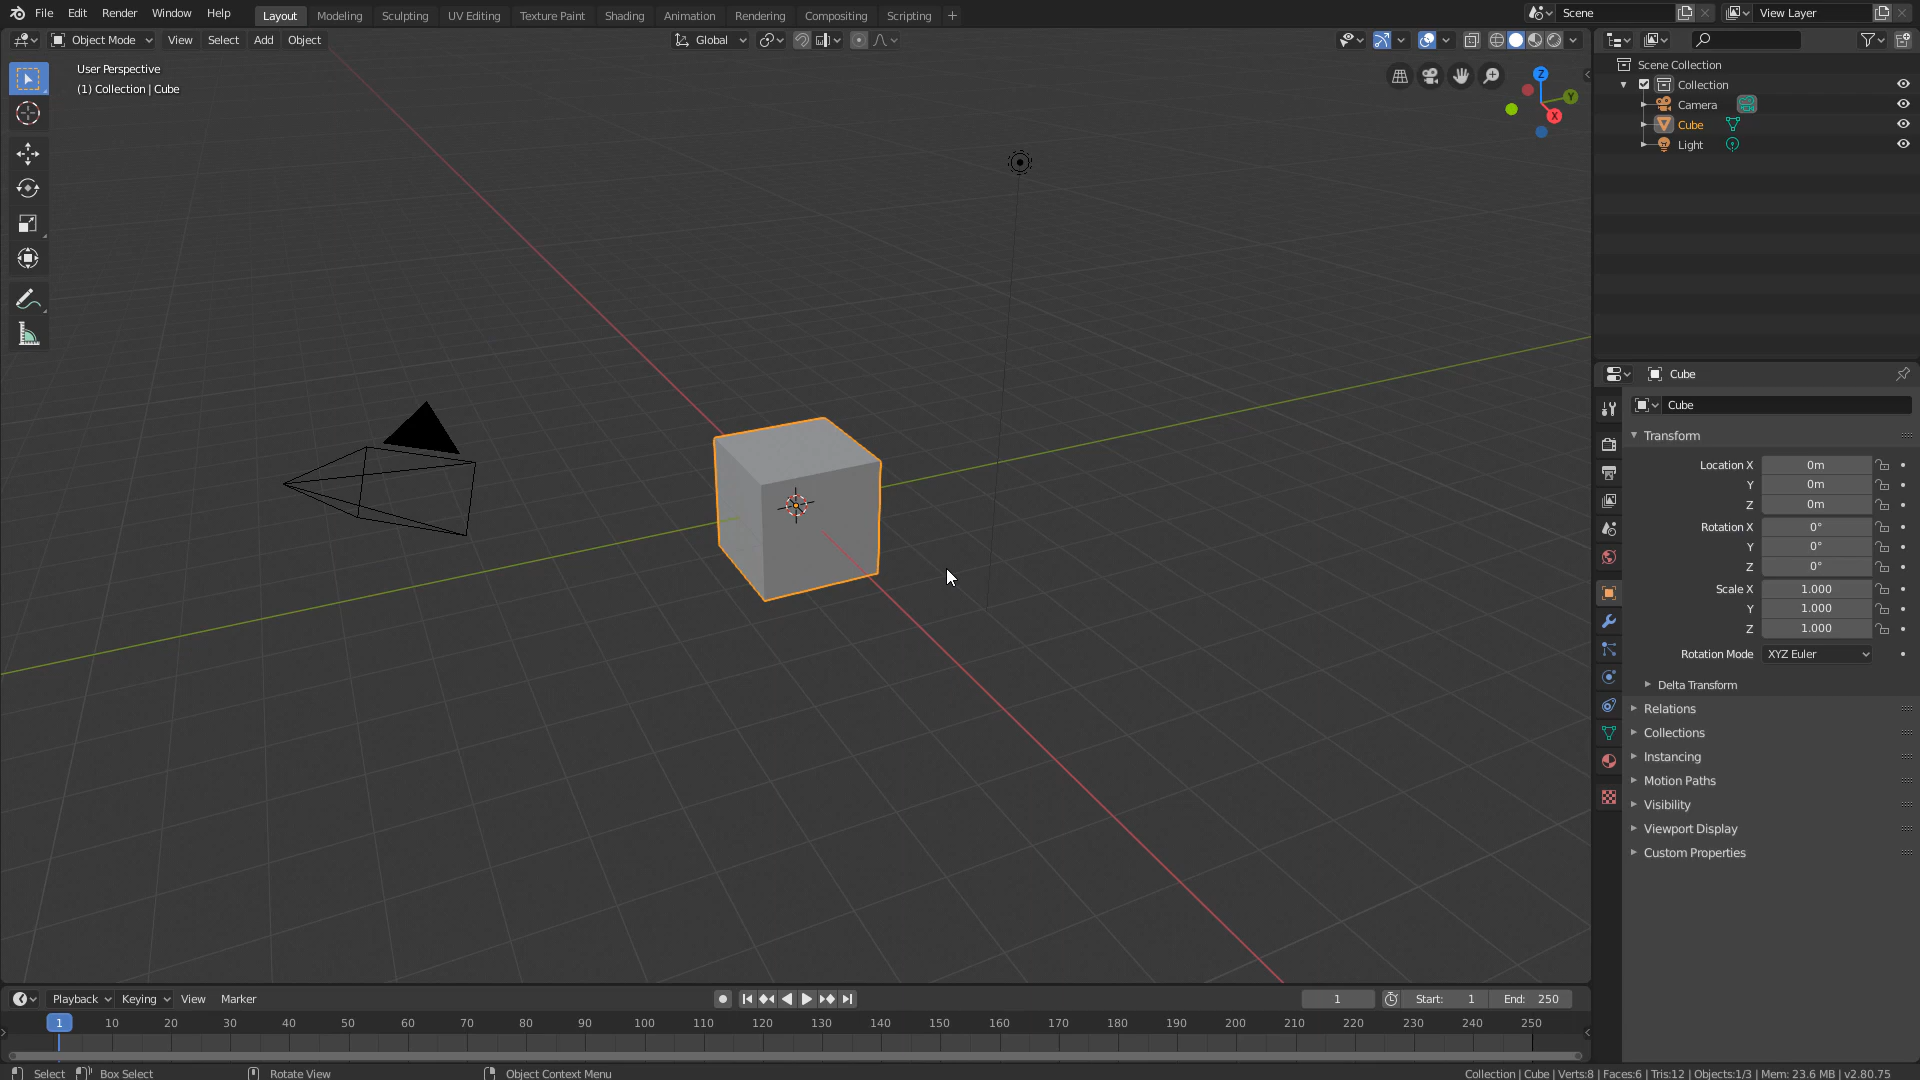 File Edit Render Window Help Layout Modeling Sculpting UV Editing Texture Paint Shading Animation Rendering Compositing Scripting + Scene View Layer
Object Mode View Select Add Object Global
User Perspective
(1) Collection | Cube
Z
Y
X
Scene Collection
Collection
Camera
Cube
Light
Cube
Cube
Transform
Location X 0m
Y 0m
Z 0m
Rotation X 0°
Y 0°
Z 0°
Scale X 1.000
Y 1.000
Z 1.000
Rotation Mode XYZ Euler
Delta Transform
Relations
Collections
Instancing
Motion Paths
Visibility
Viewport Display
Custom Properties
Playback Keying View Marker 1 Start: 1 End: 250
1 10 20 30 40 50 60 70 80 90 100 110 120 130 140 150 160 170 180 190 200 210 220 230 240 250
Select Box Select Rotate View Object Context Menu Collection | Cube | Verts:8 | Faces:6 | Tris:12 | Objects:1/3 | Mem: 23.6 MB | v2.80.75